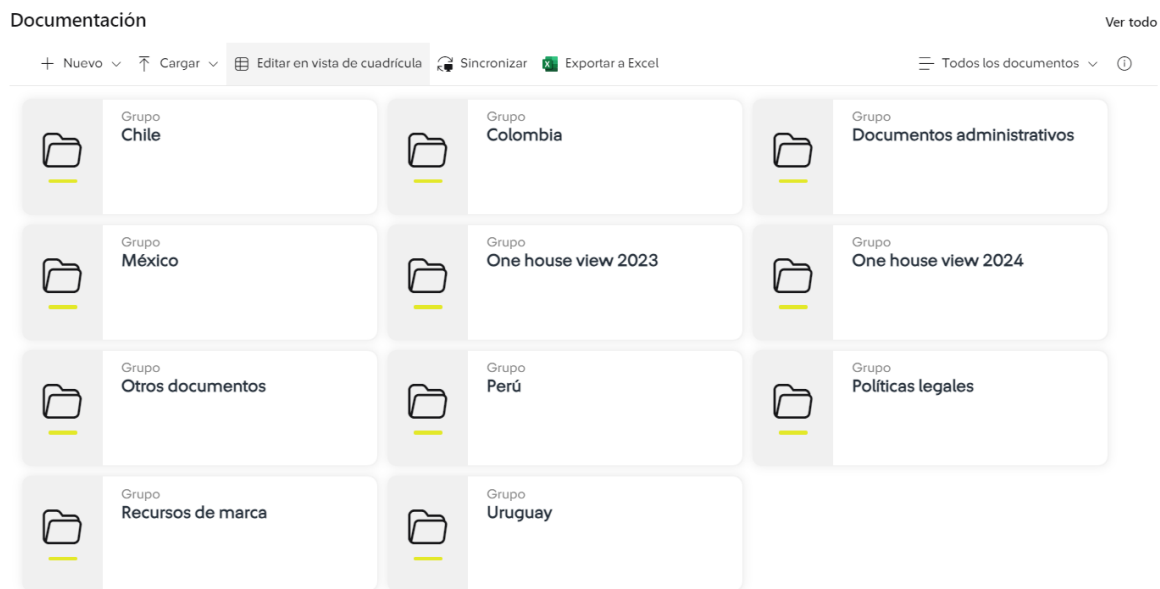 Documentación
Ver todo
Nuevo
Cargar
Editar en vista de cuadrícula
Sincronizar
Exportar a Excel
Todos los documentos
Grupo
Chile
Grupo
Colombia
Grupo
Documentos administrativos
Grupo
México
Grupo
One house view 2023
Grupo
One house view 2024
Grupo
Otros documentos
Grupo
Perú
Grupo
Políticas legales
Grupo
Recursos de marca
Grupo
Uruguay